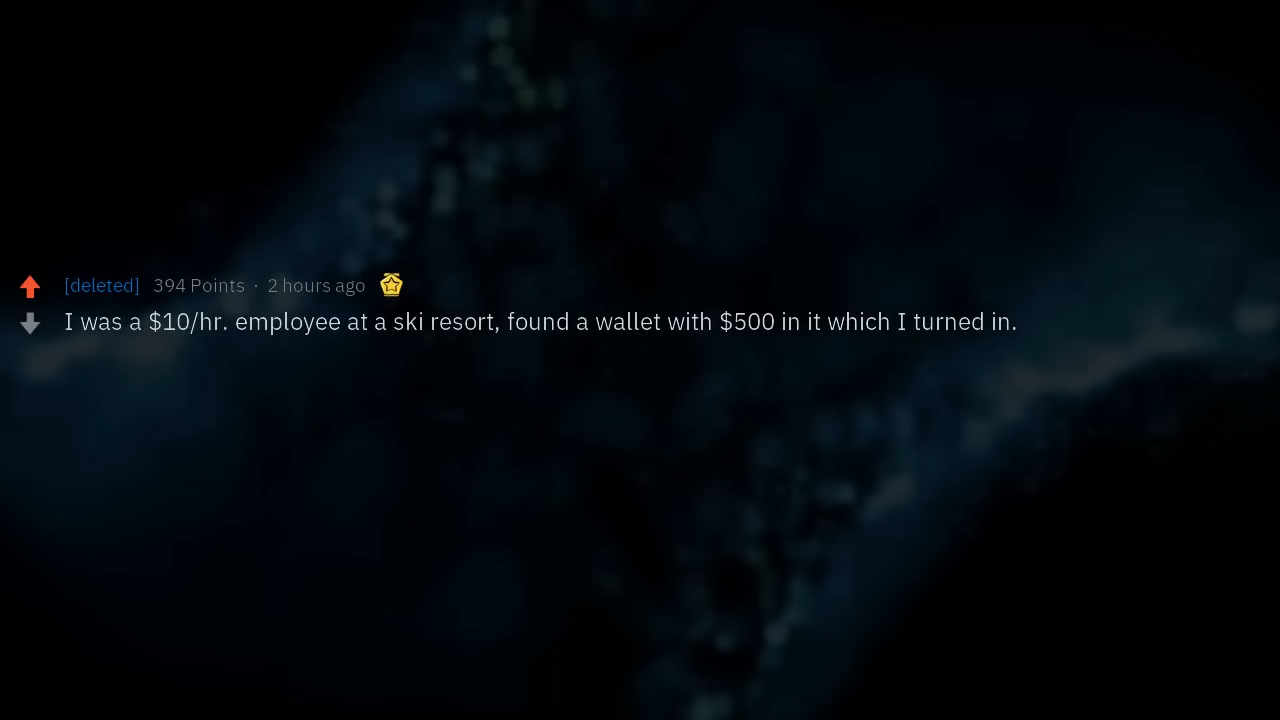 [deleted] 394 Points · 2 hours ago
I was a $10/hr. employee at a ski resort, found a wallet with $500 in it which I turned in.